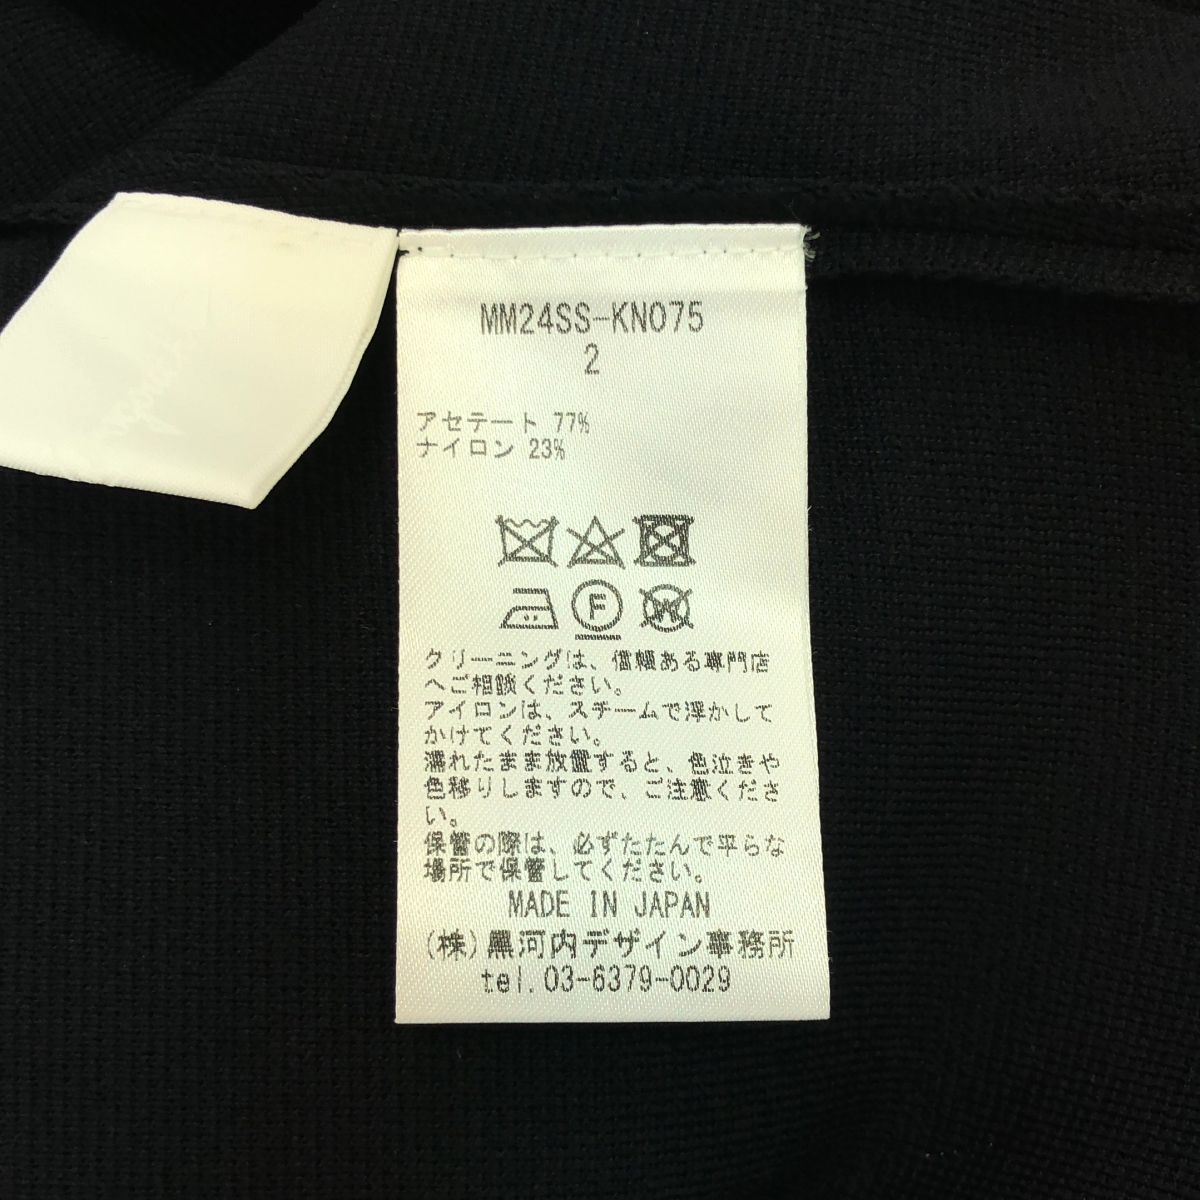 MM24SS-KN075
2
アセテート 77%
ナイロン 23%
F
W
クリーニングは、信頼ある専門店
へご相談ください。
アイロンは、スチームで浮かして
かけてください。
濡れたまま放置すると、色泣きや
色移りしますので、ご注意くださ
い。
保管の際は、必ずたたんで平らな
場所で保管してください。
MADE IN JAPAN
(株)黒河内デザイン事務所
tel.03-6379-0029